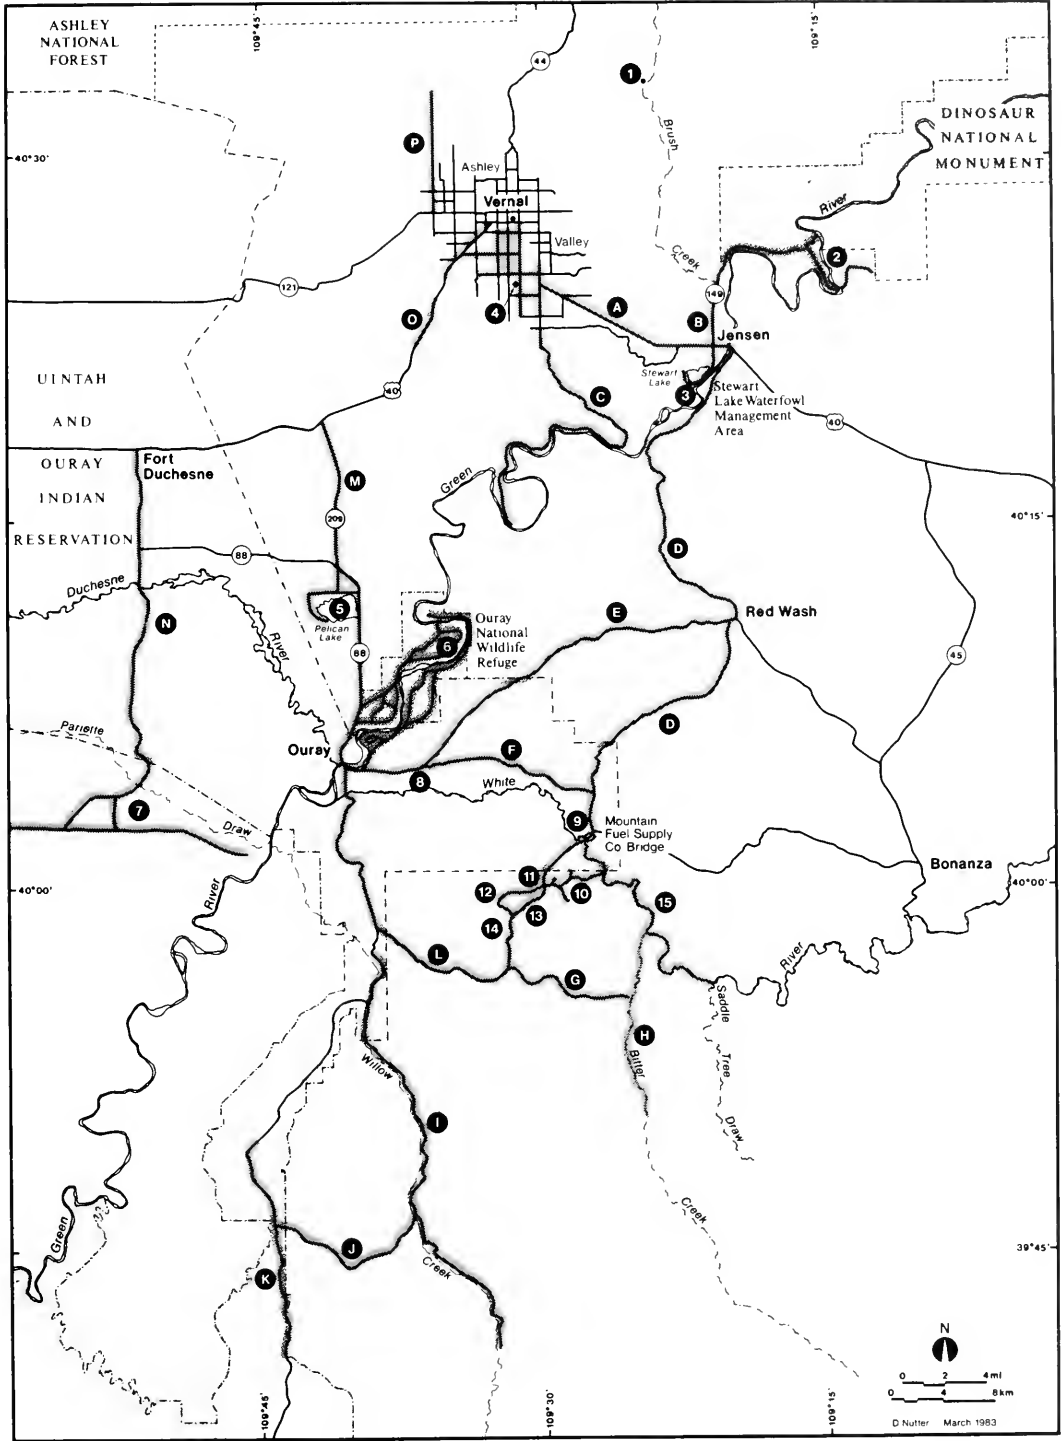 109°45'
109°15'
ASHLEY
NATIONAL
FOREST
44
1
DINOSAUR
NATIONAL
MONUMENT
Brush
Creek
P
40°30'
Ashley
Vernal
Valley
River
2
121
4
O
A
149
B
Jensen
UINTAH
AND
OURAY
INDIAN
RESERVATION
40
Stewart
Lake
3
Stewart
Lake Waterfowl
Management
Area
C
40
Fort
Duchesne
M
Green
209
40°15'
88
D
Duchesne
River
5
Pelican
Lake
N
E
Red Wash
Ouray
National
Wildlife
Refuge
6
88
45
D
Pariette
Draw
Ouray
F
8
White
7
9
Mountain
Fuel Supply
Co Bridge
Bonanza
40°00'
40°00'
River
11
12
10
13
14
15
L
G
River
Saddle
Tree
Draw
H
Bitter
Creek
Willow
Creek
I
Green
J
K
39°45'
N
0 2 4 mi
0 4 8 km
109°45'
109°30'
109°15'
D Nutter March 1983